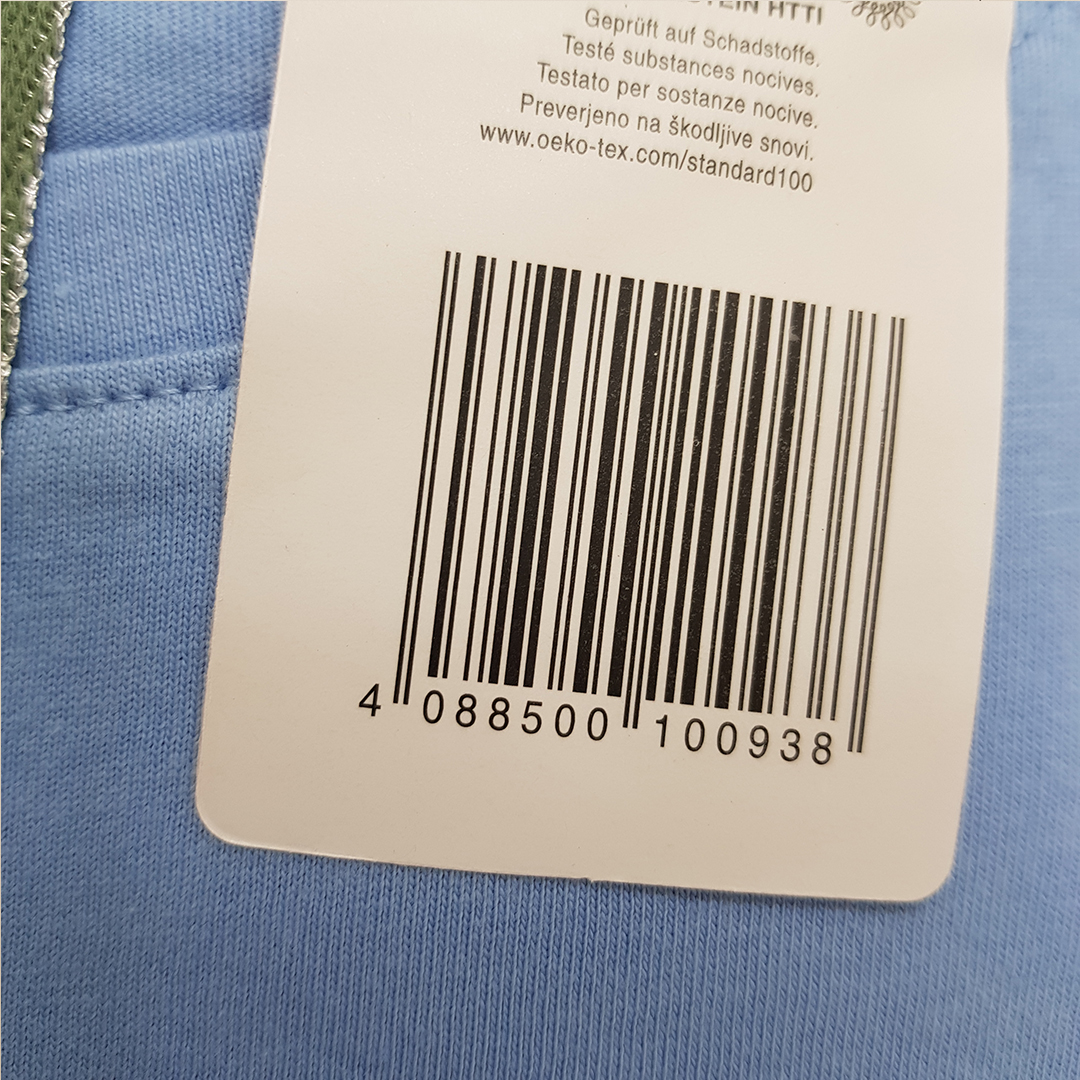 HTTI
Geprüft auf Schadstoffe.
Testé substances nocives.
Testato per sostanze nocive.
Preverjeno na škodljive snovi.
www.oeko-tex.com/standard100
4 088500 100938